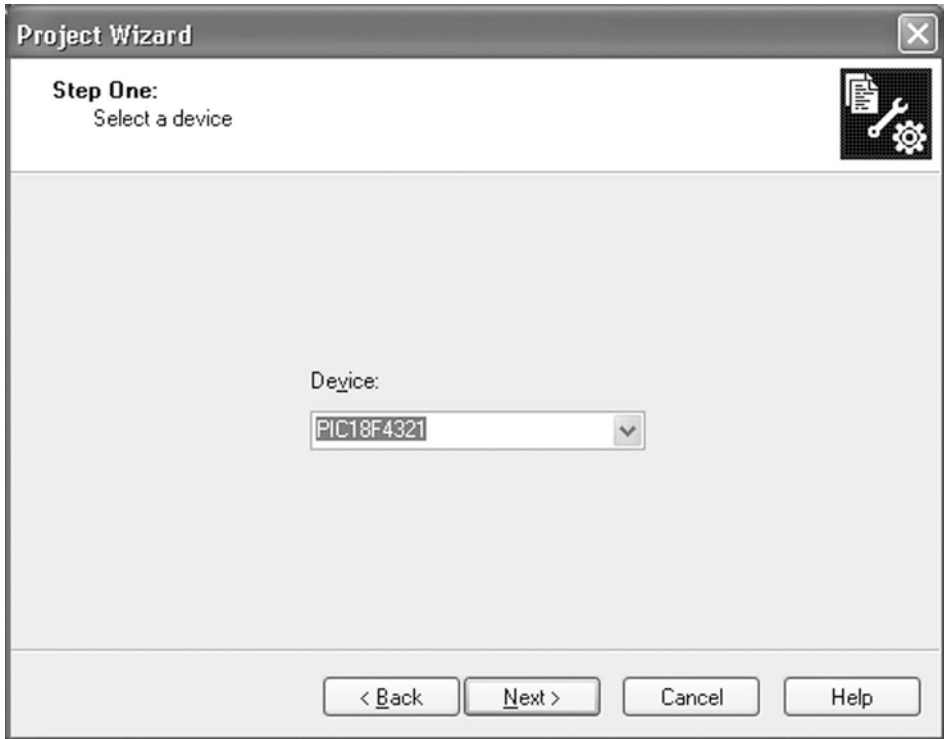 Project Wizard
Step One:
Select a device
Device:
PIC18F4321
< Back Next > Cancel Help